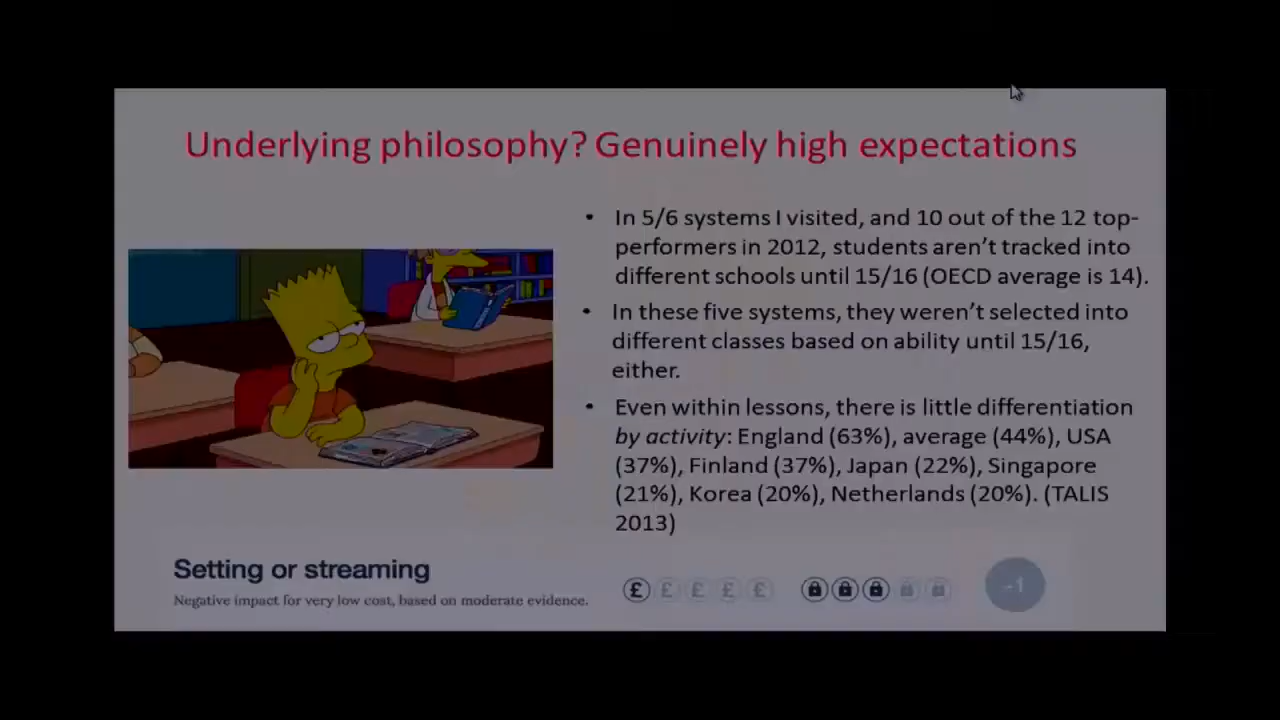 Underlying philosophy? Genuinely high expectations
• In 5/6 systems I visited, and 10 out of the 12 top-
performers in 2012, students aren't tracked into
different schools until 15/16 (OECD average is 14).
• In these five systems, they weren't selected into
different classes based on ability until 15/16,
either.
• Even within lessons, there is little differentiation
by activity: England (63%), average (44%), USA
(37%), Finland (37%), Japan (22%), Singapore
(21%), Korea (20%), Netherlands (20%). (TALIS
2013)
Setting or streaming
Negative impact for very low cost, based on moderate evidence.
£ £ £ £ £
-1